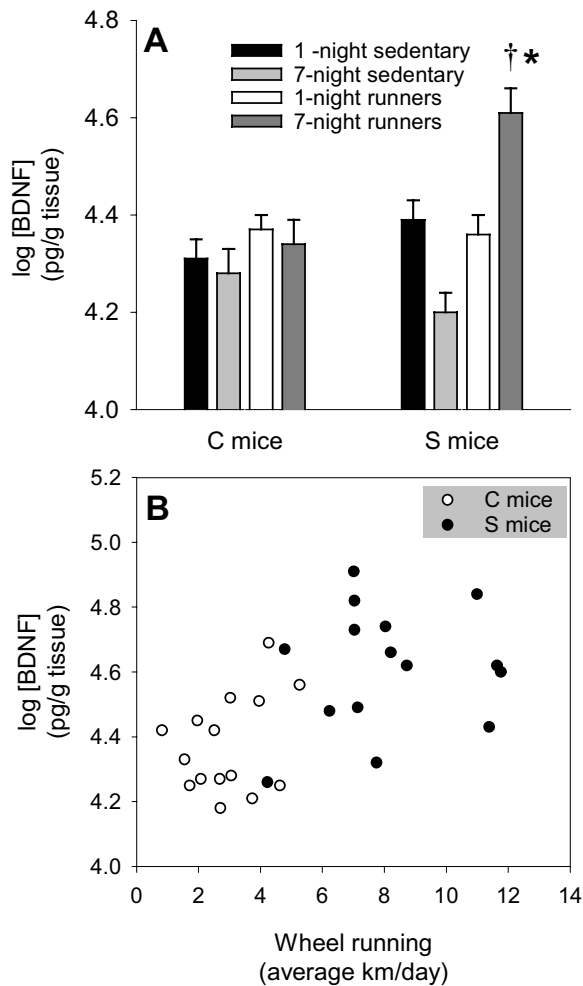 4.8
A
1 -night sedentary
7-night sedentary
1-night runners
7-night runners
† *
4.6
4.4
4.2
4.0
log [BDNF]
(pg/g tissue)
C mice
S mice
5.2
B
C mice
S mice
5.0
4.8
4.6
4.4
4.2
4.0
log [BDNF]
(pg/g tissue)
0 2 4 6 8 10 12 14
Wheel running
(average km/day)